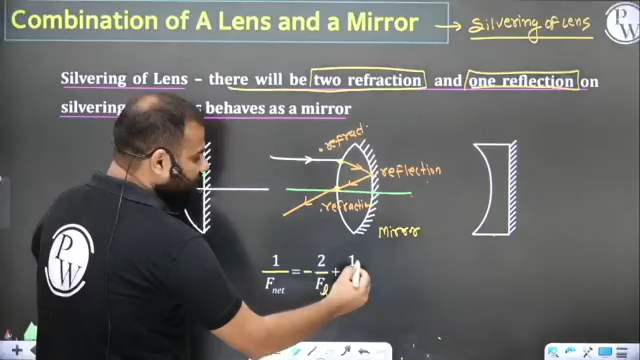 Combination of A Lens and a Mirror → Silvering of Lens
PW
Silvering of Lens – there will be two refraction and one reflection on
silvering behaves as a mirror
refract
reflection
refraction
Mirror
1/F_net = - 2/F_l + 1
PW